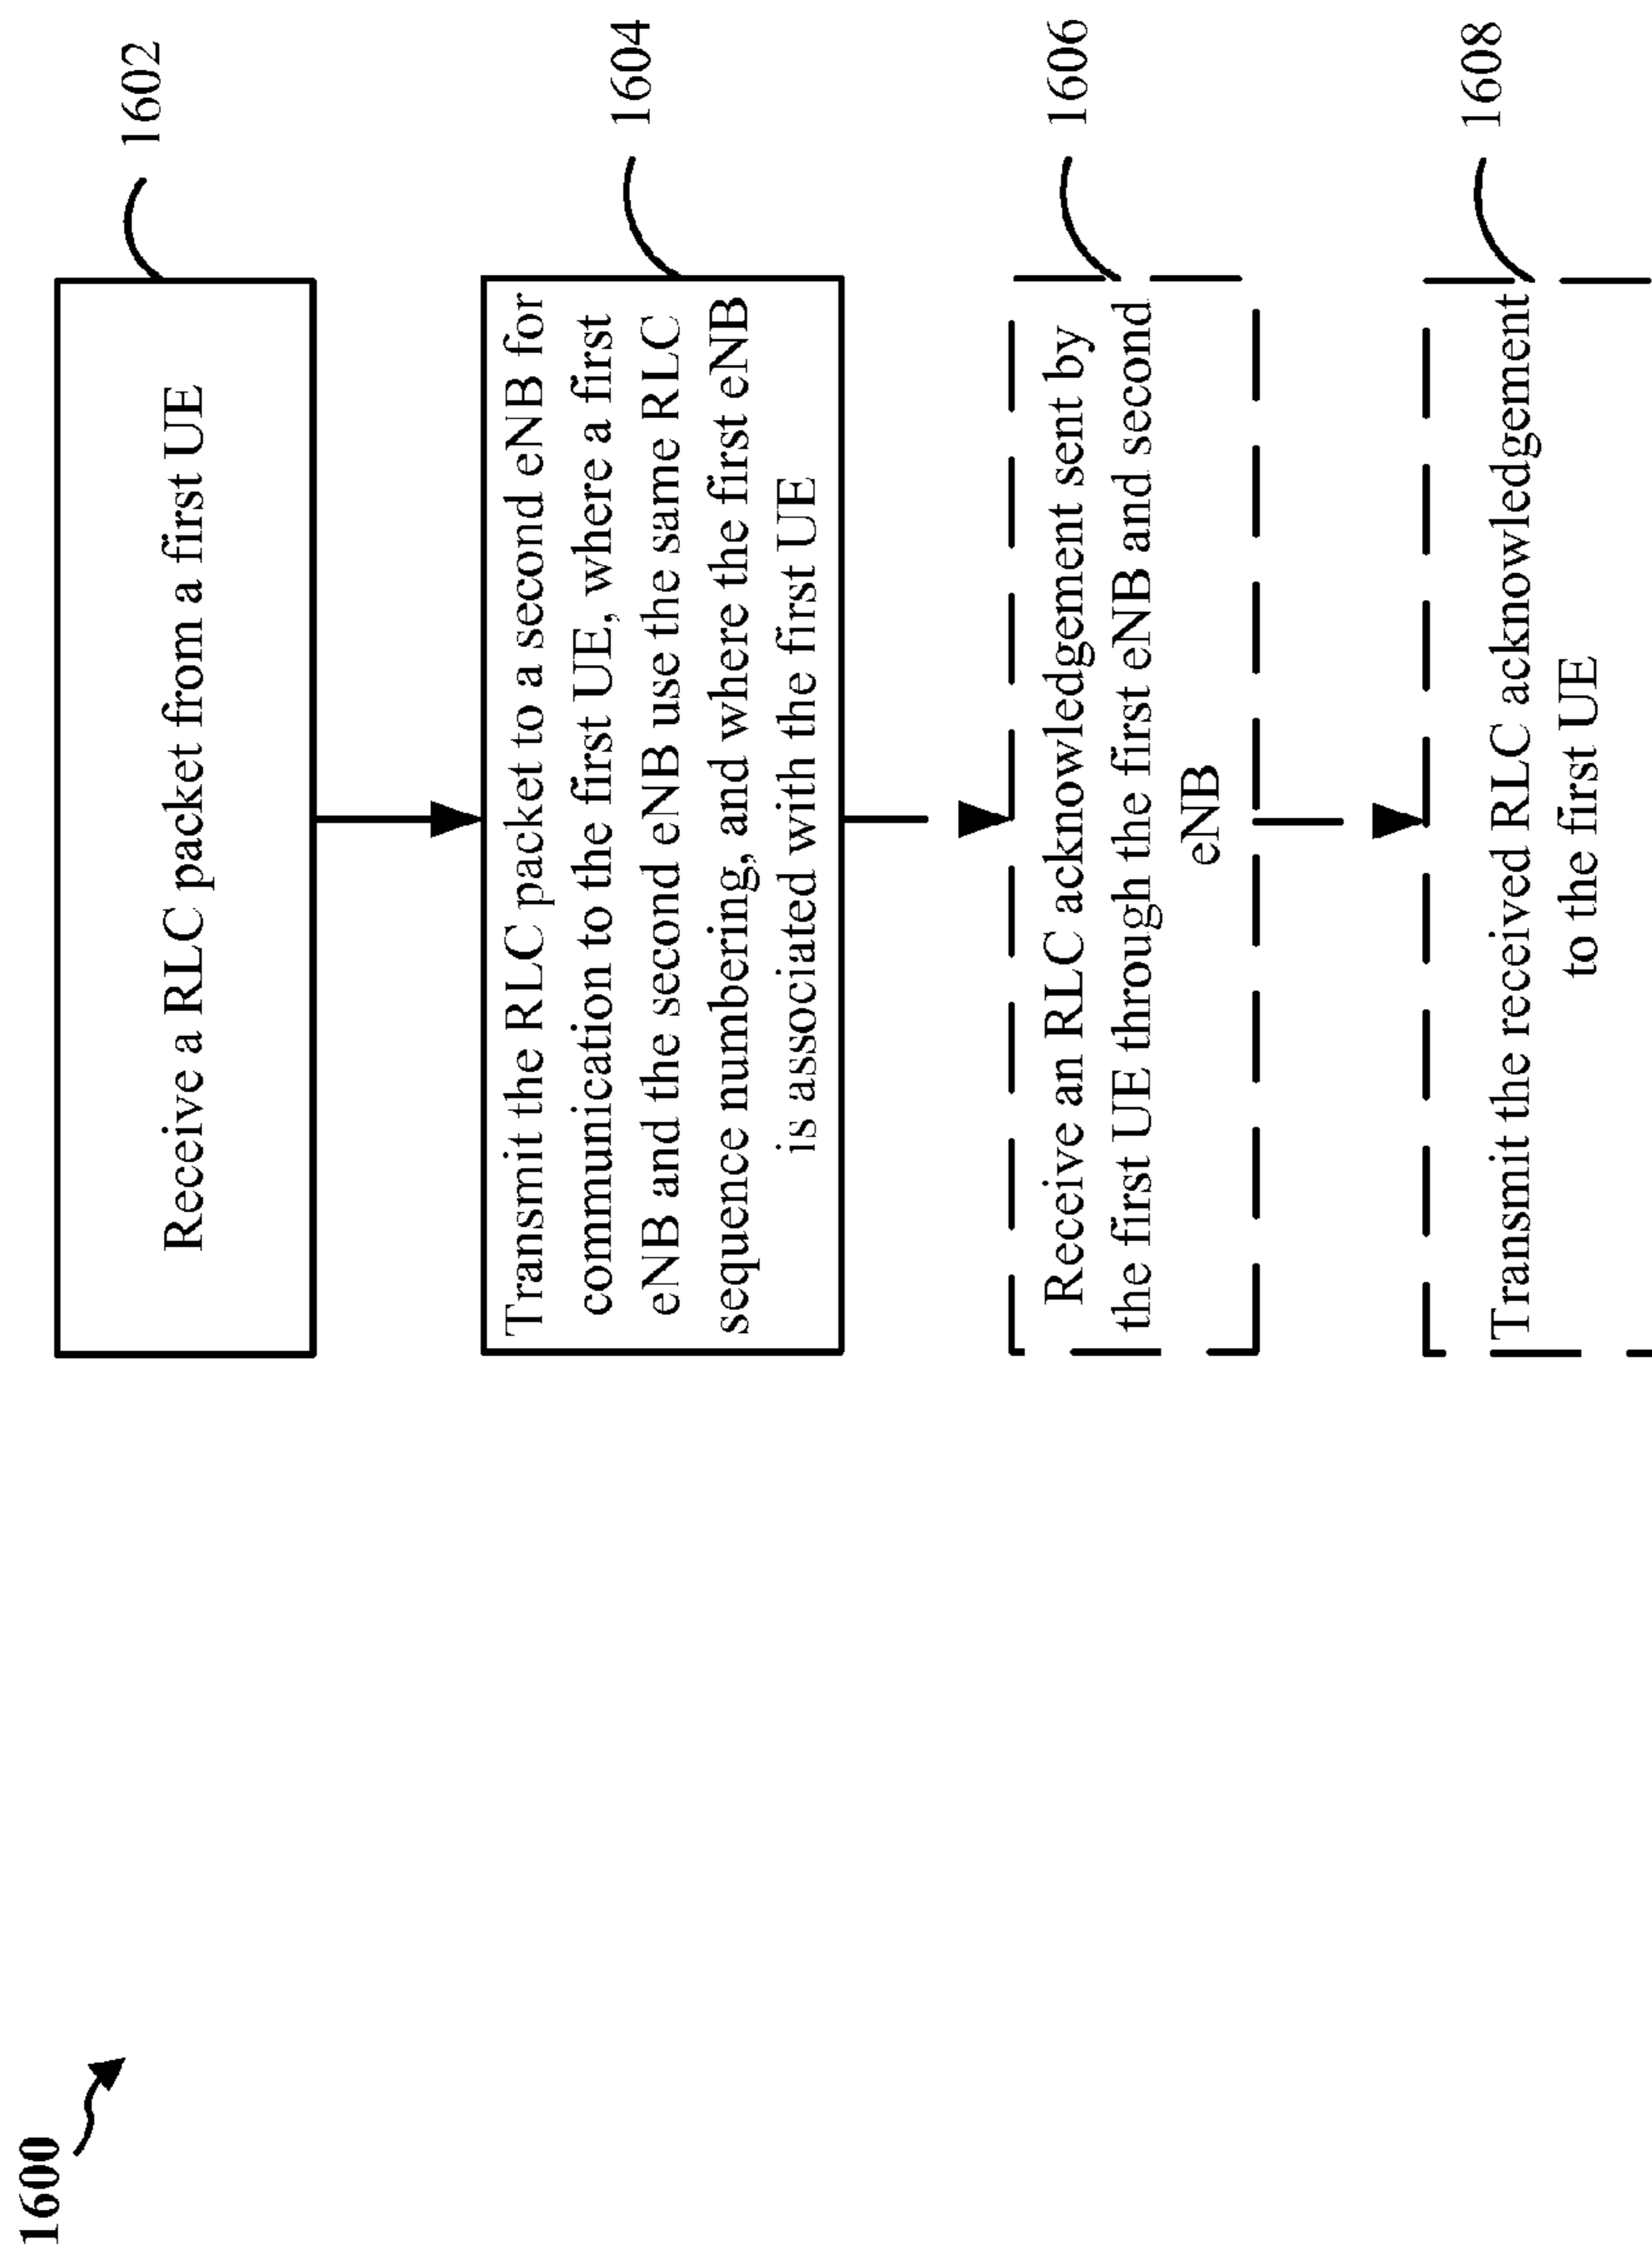 1600
Receive a RLC packet from a first UE
1602
Transmit the RLC packet to a second eNB for
communication to the first UE, where a first
eNB and the second eNB use the same RLC
sequence numbering, and where the first eNB
is associated with the first UE
1604
Receive an RLC acknowledgement sent by
the first UE through the first eNB and second
eNB
1606
Transmit the received RLC acknowledgement
to the first UE
1608